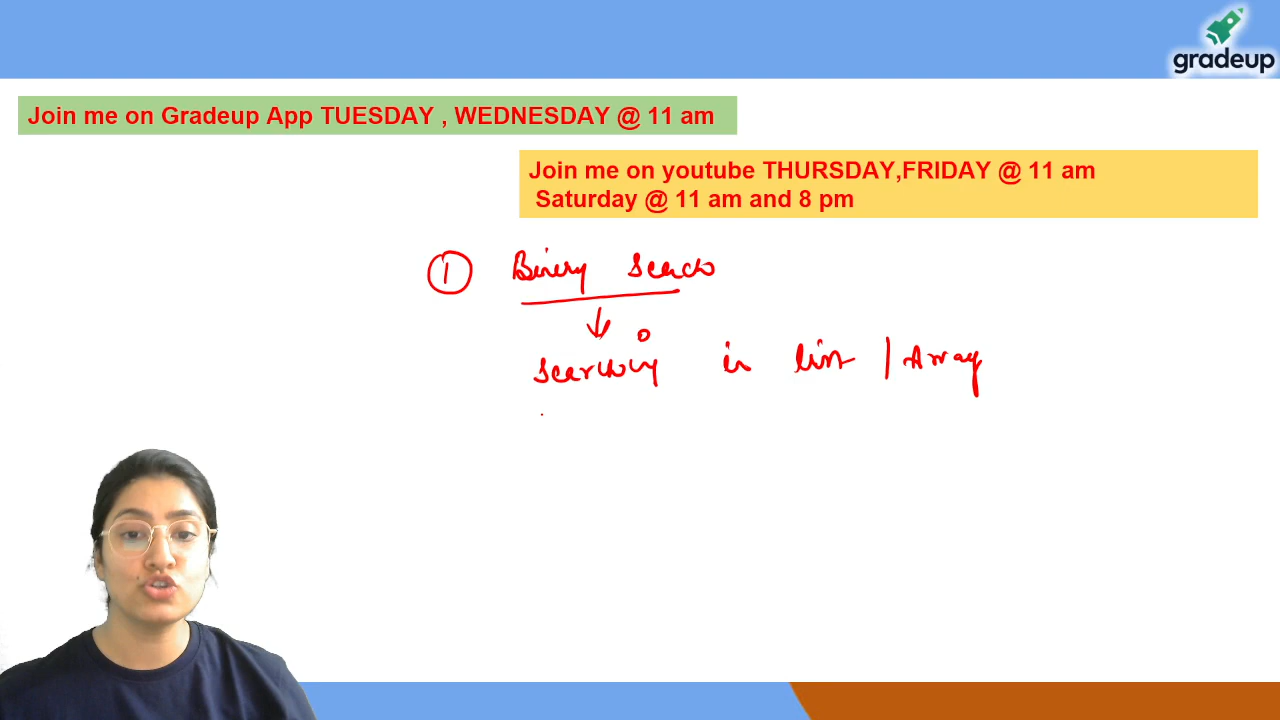 gradeup
Join me on Gradeup App TUESDAY , WEDNESDAY @ 11 am
Join me on youtube THURSDAY,FRIDAY @ 11 am
Saturday @ 11 am and 8 pm
1 Binary Search
Searching in list / Array